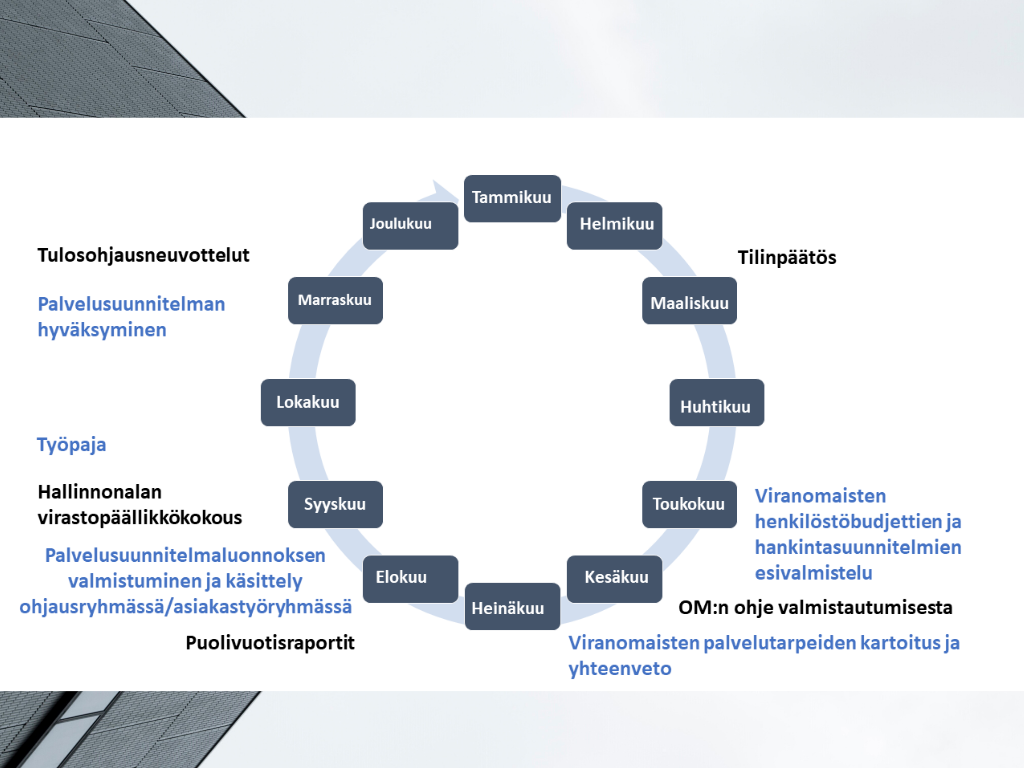 Tammikuu
Joulukuu
Helmikuu
Tulosohjausneuvottelut
Tilinpäätös
Palvelusuunnitelman
hyväksyminen
Marraskuu
Maaliskuu
Lokakuu
Huhtikuu
Työpaja
Hallinnonalan
virastopäällikkökokous
Syyskuu
Toukokuu
Viranomaisten
henkilöstöbudjettien ja
hankintasuunnitelmien
esivalmistelu
Palvelusuunnitelmaluonnoksen
valmistuminen ja käsittely
ohjausryhmässä/asiakastyöryhmässä
Elokuu
Kesäkuu
Heinäkuu
OM:n ohje valmistautumisesta
Puolivuotisraportit
Viranomaisten palvelutarpeiden kartoitus ja
yhteenveto